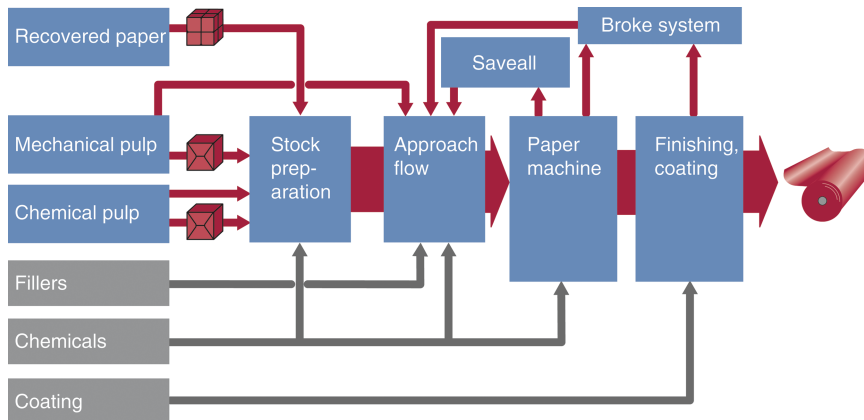 Recovered paper
Broke system
Saveall
Mechanical pulp
Stock
prep-
aration
Approach
flow
Paper
machine
Finishing,
coating
Chemical pulp
Fillers
Chemicals
Coating